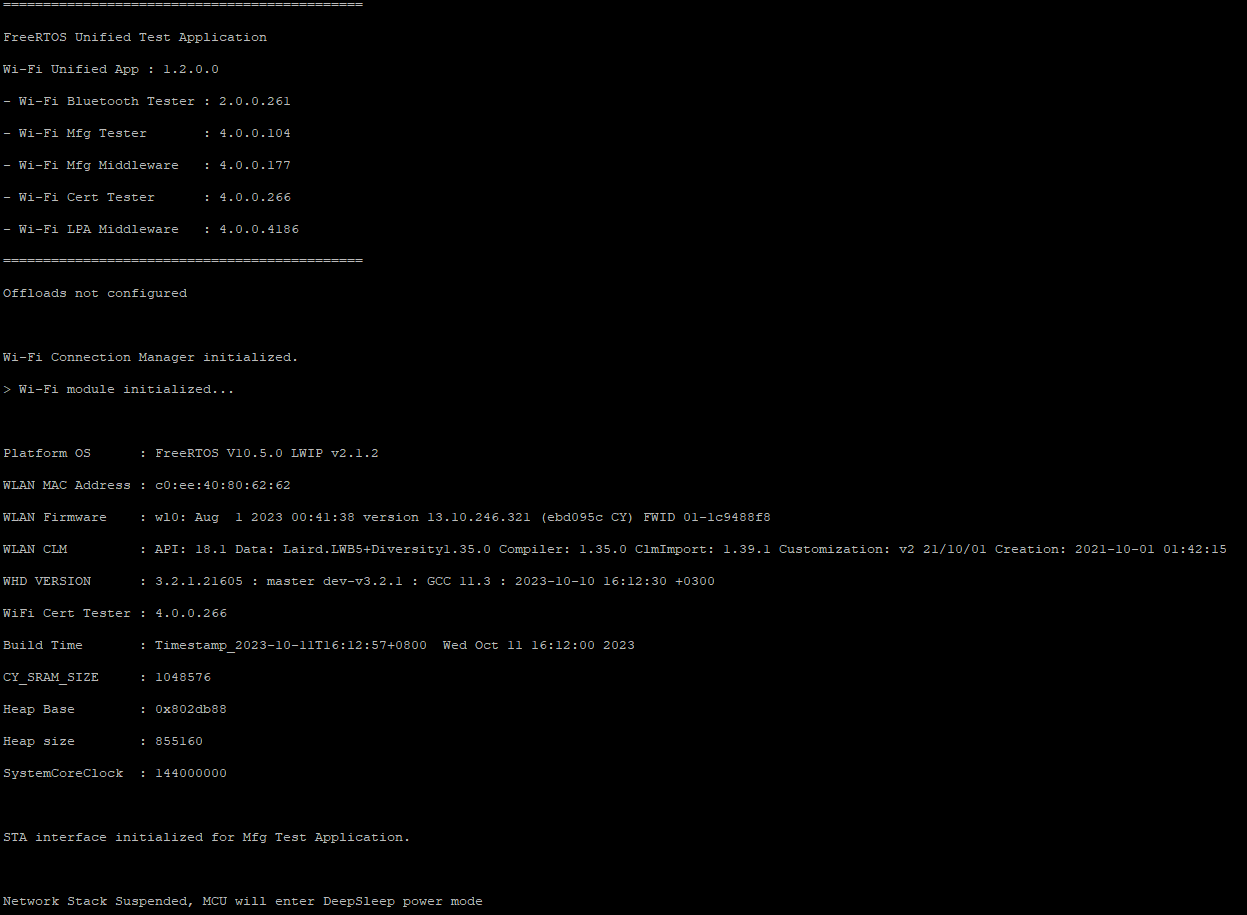 =============================================
FreeRTOS Unified Test Application
Wi-Fi Unified App : 1.2.0.0
- Wi-Fi Bluetooth Tester : 2.0.0.261
- Wi-Fi Mfg Tester       : 4.0.0.104
- Wi-Fi Mfg Middleware   : 4.0.0.177
- Wi-Fi Cert Tester      : 4.0.0.266
- Wi-Fi LPA Middleware   : 4.0.0.4186
=============================================
Offloads not configured
Wi-Fi Connection Manager initialized.
> Wi-Fi module initialized...
Platform OS      : FreeRTOS V10.5.0 LWIP v2.1.2
WLAN MAC Address : c0:ee:40:80:62:62
WLAN Firmware    : wl0: Aug  1 2023 00:41:38 version 13.10.246.321 (ebd095c CY) FWID 01-1c9488f8
WLAN CLM         : API: 18.1 Data: Laird.LWB5+Diversity1.35.0 Compiler: 1.35.0 ClmImport: 1.39.1 Customization: v2 21/10/01 Creation: 2021-10-01 01:42:15
WHD VERSION      : 3.2.1.21605 : master dev-v3.2.1 : GCC 11.3 : 2023-10-10 16:12:30 +0300
WiFi Cert Tester : 4.0.0.266
Build Time       : Timestamp_2023-10-11T16:12:57+0800  Wed Oct 11 16:12:00 2023
CY_SRAM_SIZE     : 1048576
Heap Base        : 0x802db88
Heap size        : 855160
SystemCoreClock  : 144000000
STA interface initialized for Mfg Test Application.
Network Stack Suspended, MCU will enter DeepSleep power mode